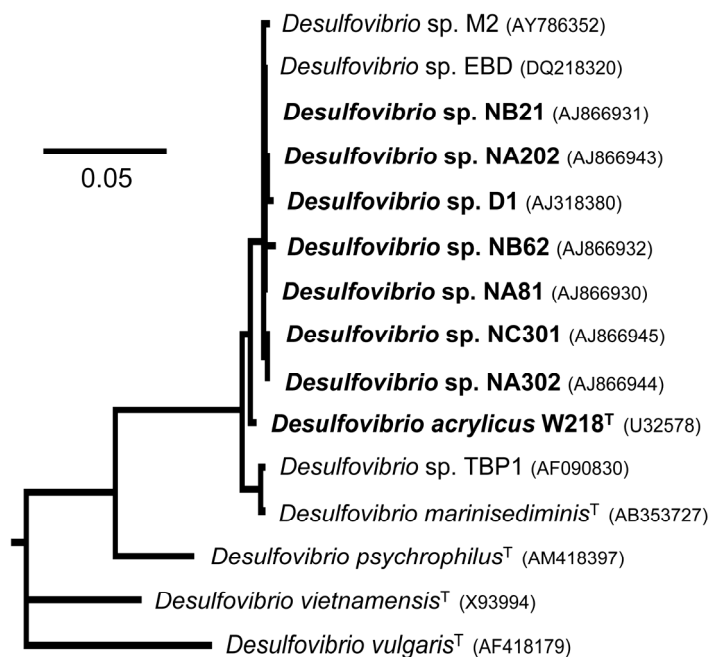 Desulfovibrio sp. M2 (AY786352)
Desulfovibrio sp. EBD (DQ218320)
Desulfovibrio sp. NB21 (AJ866931)
Desulfovibrio sp. NA202 (AJ866943)
0.05
Desulfovibrio sp. D1 (AJ318380)
Desulfovibrio sp. NB62 (AJ866932)
Desulfovibrio sp. NA81 (AJ866930)
Desulfovibrio sp. NC301 (AJ866945)
Desulfovibrio sp. NA302 (AJ866944)
Desulfovibrio acrylicus W218ᵀ (U32578)
Desulfovibrio sp. TBP1 (AF090830)
Desulfovibrio marinisediminisᵀ (AB353727)
Desulfovibrio psychrophilusᵀ (AM418397)
Desulfovibrio vietnamensisᵀ (X93994)
Desulfovibrio vulgarisᵀ (AF418179)